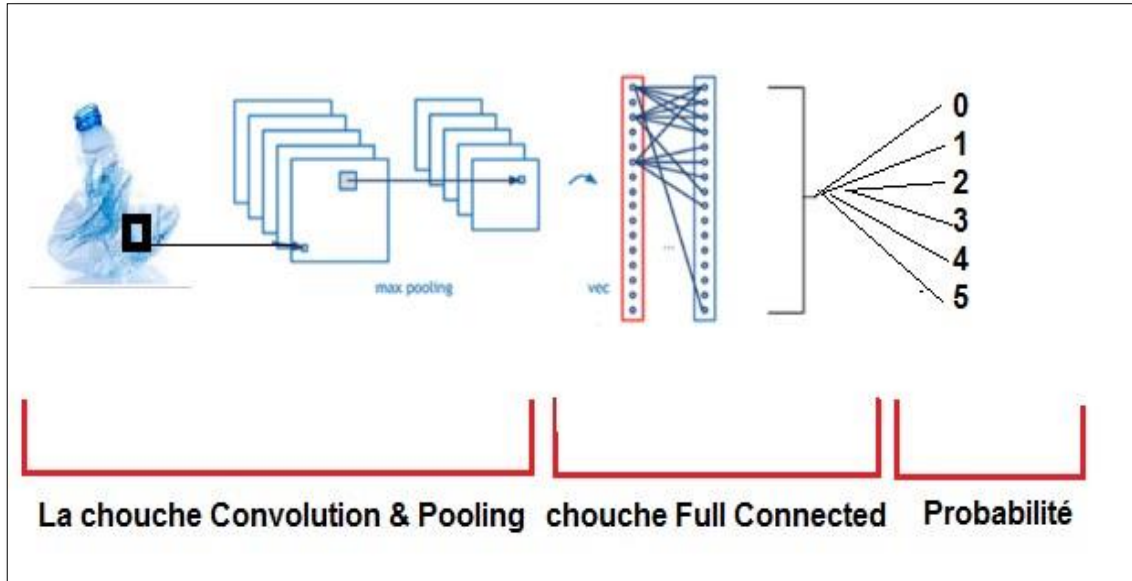 max pooling
vec
...
0
1
2
3
4
5
La chouche Convolution & Pooling
chouche Full Connected
Probabilité